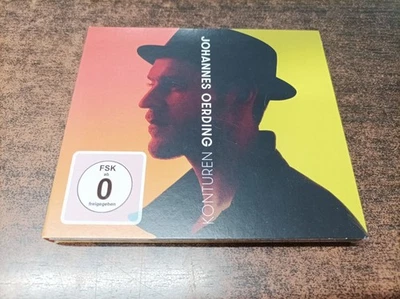 JOHANNES OERDING
KONTUREN
FSK
ab
0
freigegeben